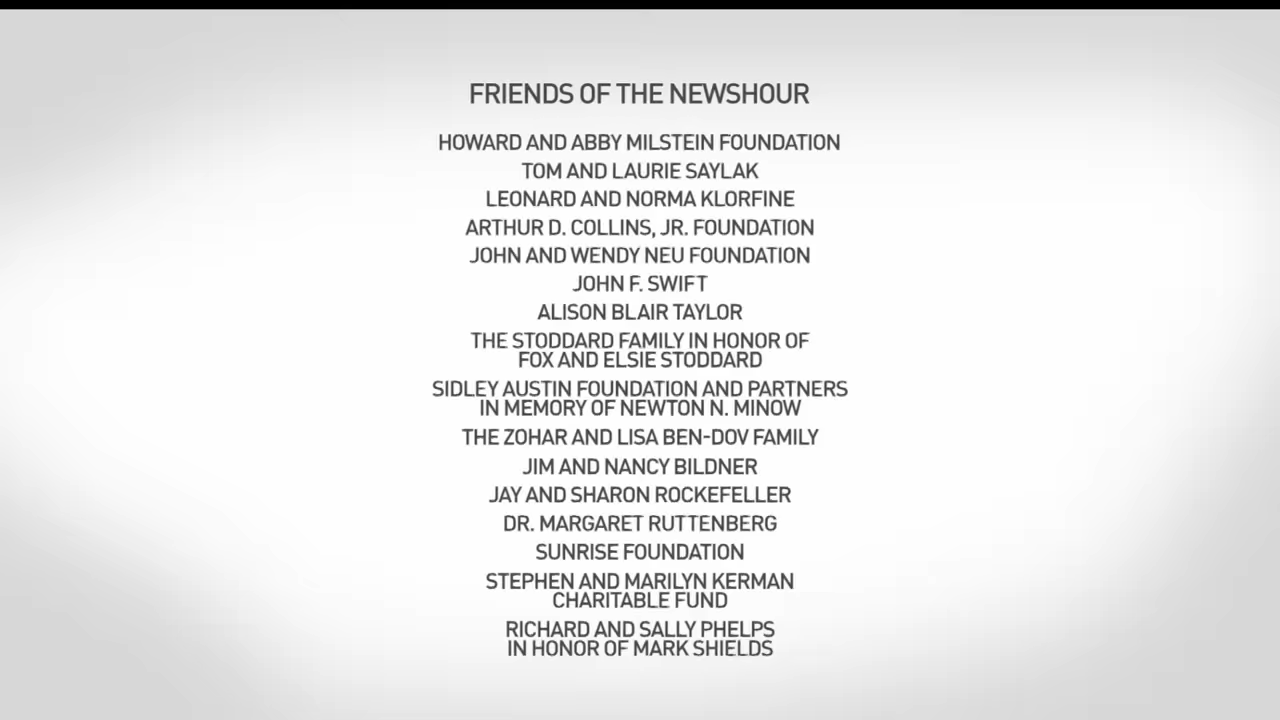 FRIENDS OF THE NEWSHOUR
HOWARD AND ABBY MILSTEIN FOUNDATION
TOM AND LAURIE SAYLAK
LEONARD AND NORMA KLORFINE
ARTHUR D. COLLINS, JR. FOUNDATION
JOHN AND WENDY NEU FOUNDATION
JOHN F. SWIFT
ALISON BLAIR TAYLOR
THE STODDARD FAMILY IN HONOR OF
FOX AND ELSIE STODDARD
SIDLEY AUSTIN FOUNDATION AND PARTNERS
IN MEMORY OF NEWTON N. MINOW
THE ZOHAR AND LISA BEN-DOV FAMILY
JIM AND NANCY BILDNER
JAY AND SHARON ROCKEFELLER
DR. MARGARET RUTTENBERG
SUNRISE FOUNDATION
STEPHEN AND MARILYN KERMAN
CHARITABLE FUND
RICHARD AND SALLY PHELPS
IN HONOR OF MARK SHIELDS